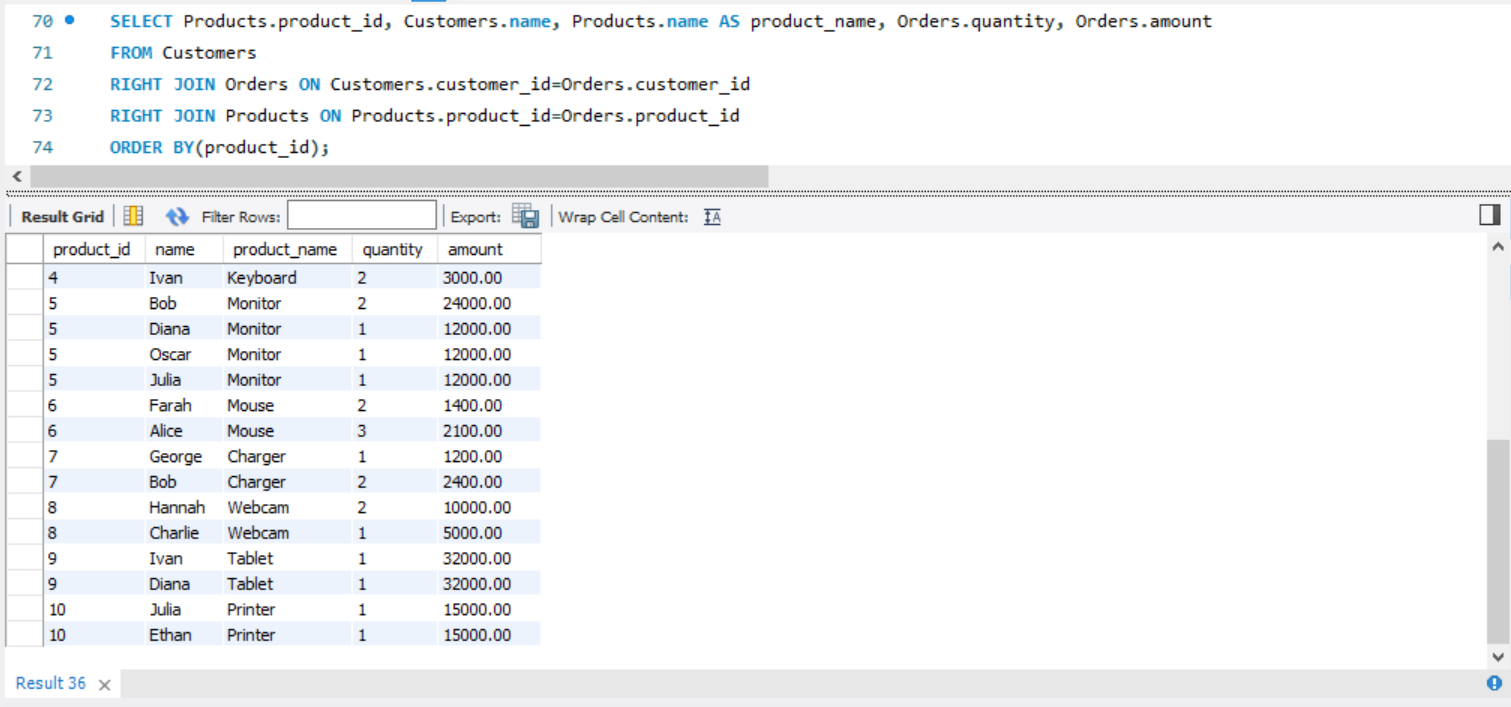 70 SELECT Products.product_id, Customers.name, Products.name AS product_name, Orders.quantity, Orders.amount
71 FROM Customers
72 RIGHT JOIN Orders ON Customers.customer_id=Orders.customer_id
73 RIGHT JOIN Products ON Products.product_id=Orders.product_id
74 ORDER BY(product_id);
Result Grid Filter Rows: Export: Wrap Cell Content: IA
product_id name product_name quantity amount
4 Ivan Keyboard 2 3000.00
5 Bob Monitor 2 24000.00
5 Diana Monitor 1 12000.00
5 Oscar Monitor 1 12000.00
5 Julia Monitor 1 12000.00
6 Farah Mouse 2 1400.00
6 Alice Mouse 3 2100.00
7 George Charger 1 1200.00
7 Bob Charger 2 2400.00
8 Hannah Webcam 2 10000.00
8 Charlie Webcam 1 5000.00
9 Ivan Tablet 1 32000.00
9 Diana Tablet 1 32000.00
10 Julia Printer 1 15000.00
10 Ethan Printer 1 15000.00
Result 36